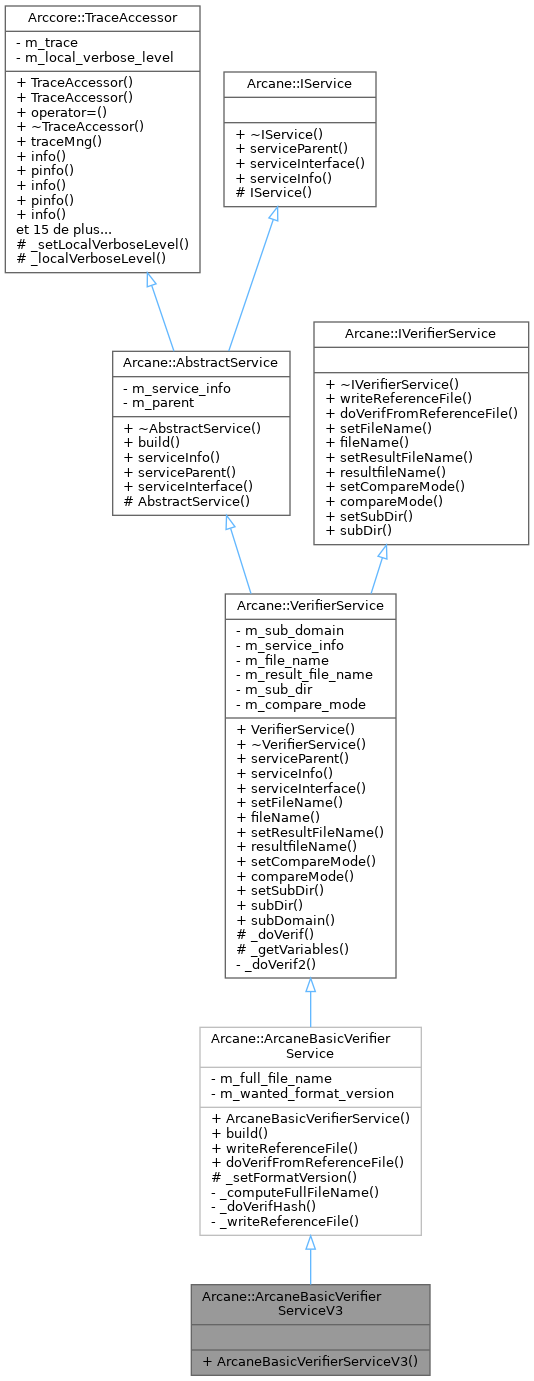 Arccore::TraceAccessor
- m_trace
- m_local_verbose_level
+ TraceAccessor()
+ TraceAccessor()
+ operator=()
+ ~TraceAccessor()
+ traceMng()
+ info()
+ pinfo()
+ info()
+ pinfo()
+ info()
et 15 de plus...
# _setLocalVerboseLevel()
# _localVerboseLevel()
Arcane::IService
+ ~IService()
+ serviceParent()
+ serviceInterface()
+ serviceInfo()
# IService()
Arcane::AbstractService
- m_service_info
- m_parent
+ ~AbstractService()
+ build()
+ serviceInfo()
+ serviceParent()
+ serviceInterface()
# AbstractService()
Arcane::IVerifierService
+ ~IVerifierService()
+ writeReferenceFile()
+ doVerifFromReferenceFile()
+ setFileName()
+ fileName()
+ setResultFileName()
+ resultfileName()
+ setCompareMode()
+ compareMode()
+ setSubDir()
+ subDir()
Arcane::VerifierService
- m_sub_domain
- m_service_info
- m_file_name
- m_result_file_name
- m_sub_dir
- m_compare_mode
+ VerifierService()
+ ~VerifierService()
+ serviceParent()
+ serviceInfo()
+ serviceInterface()
+ setFileName()
+ fileName()
+ setResultFileName()
+ resultfileName()
+ setCompareMode()
+ compareMode()
+ setSubDir()
+ subDir()
+ subDomain()
# _doVerif()
# _getVariables()
- _doVerif2()
Arcane::ArcaneBasicVerifier
Service
- m_full_file_name
- m_wanted_format_version
+ ArcaneBasicVerifierService()
+ build()
+ writeReferenceFile()
+ doVerifFromReferenceFile()
# _setFormatVersion()
- _computeFullFileName()
- _doVerifHash()
- _writeReferenceFile()
Arcane::ArcaneBasicVerifier
ServiceV3
+ ArcaneBasicVerifierServiceV3()